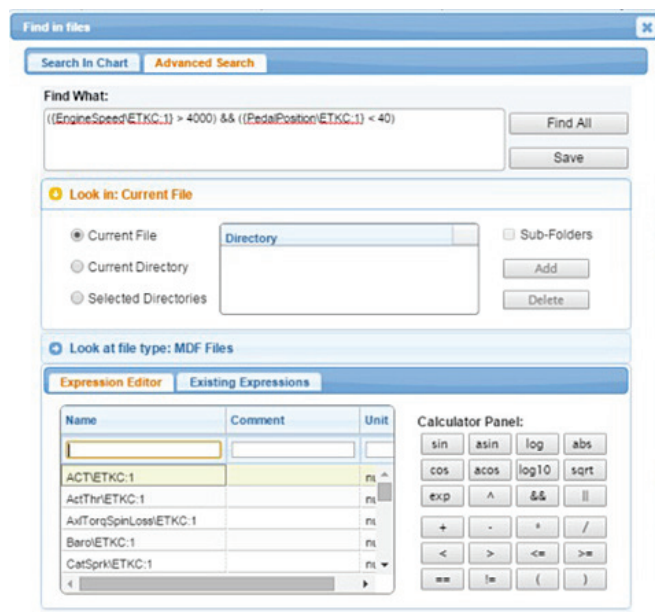 Find in files
Search In Chart Advanced Search
Find What:
({EngineSpeed\ETKC:1} > 4000) && ({PedalPosition\ETKC:1} < 40)
Find All
Save
Look in: Current File
Current File
Directory
Sub-Folders
Current Directory
Add
Selected Directories
Delete
Look at file type: MDF Files
Expression Editor Existing Expressions
Name Comment Unit
ACT\ETKC:1
ActThr\ETKC:1
AxlTorqSpinLoss\ETKC:1
Baro\ETKC:1
CatSprk\ETKC:1
Calculator Panel:
sin asin log abs
cos acos log10 sqrt
exp ^ && ||
+ - * /
< > <= >=
== != ( )